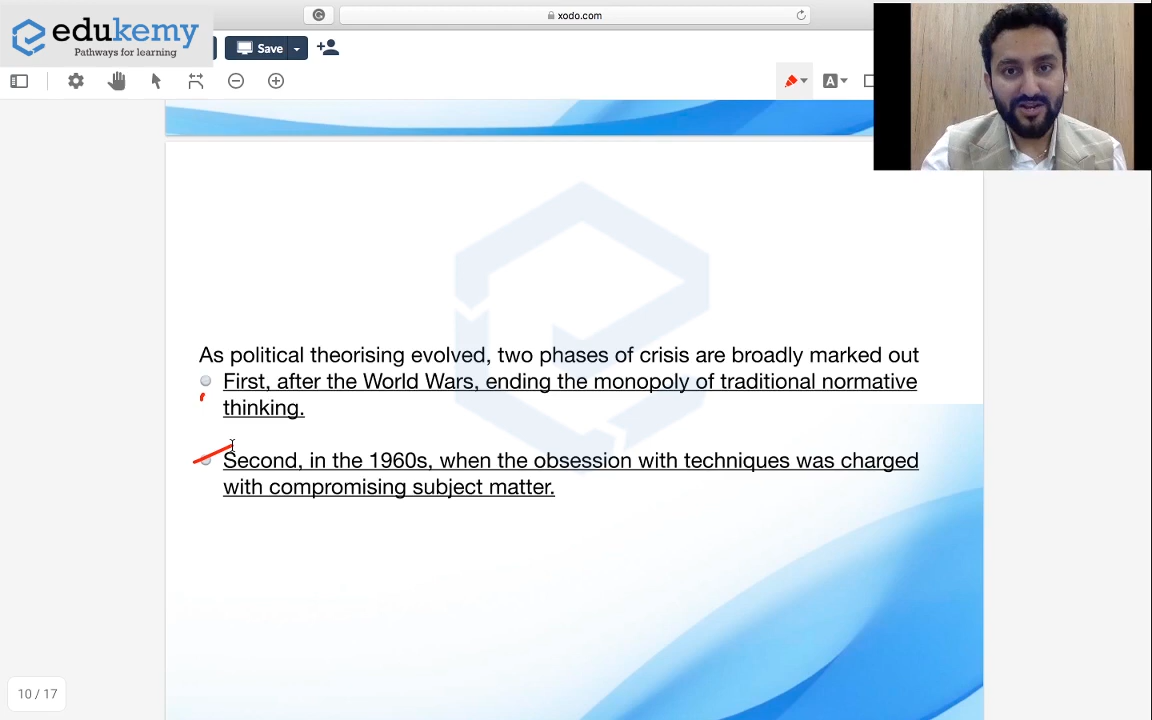 edukemy
Pathways for learning
xodo.com
Save
A
As political theorising evolved, two phases of crisis are broadly marked out
First, after the World Wars, ending the monopoly of traditional normative
thinking.
Second, in the 1960s, when the obsession with techniques was charged
with compromising subject matter.
10 / 17